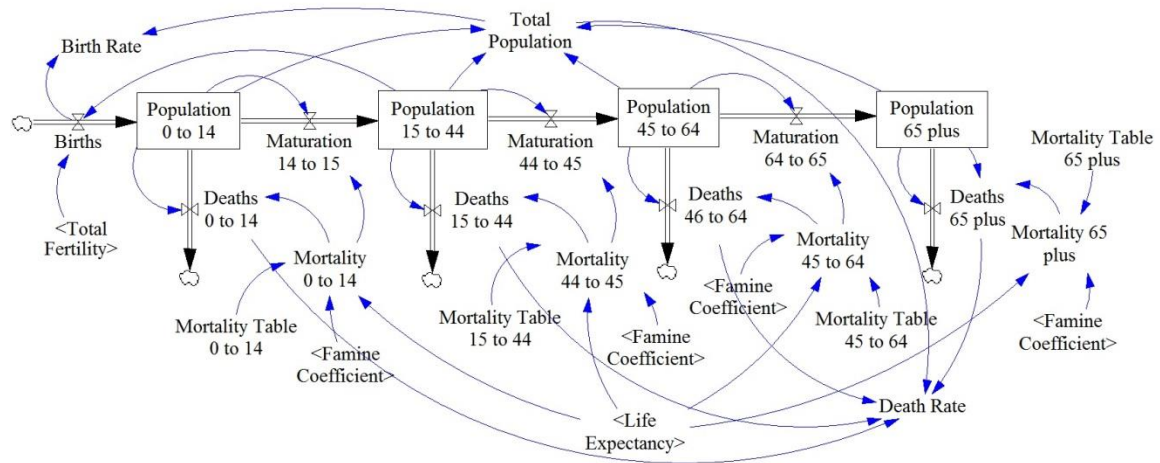 Total
Population
Birth Rate
Population
0 to 14
Population
15 to 44
Population
45 to 64
Population
65 plus
Births
Maturation
14 to 15
Maturation
44 to 45
Maturation
64 to 65
Mortality Table
65 plus
Deaths
0 to 14
Deaths
15 to 44
Deaths
46 to 64
Deaths
65 plus
<Total
Fertility>
Mortality
0 to 14
Mortality
44 to 45
Mortality
45 to 64
Mortality 65
plus
<Famine
Coefficient>
Mortality Table
0 to 14
Mortality Table
15 to 44
Mortality Table
45 to 64
<Famine
Coefficient>
<Famine
Coefficient>
<Famine
Coefficient>
<Life
Expectancy>
Death Rate